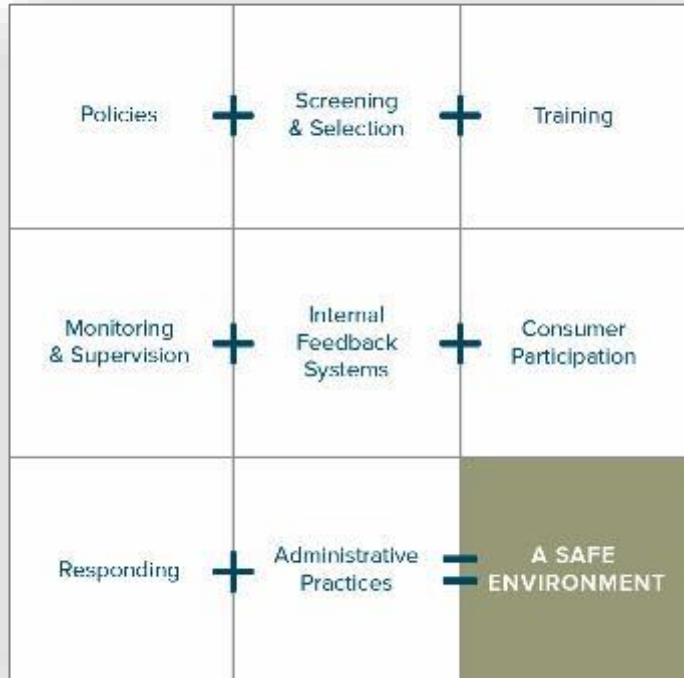 Policies + Screening & Selection + Training
Monitoring & Supervision + Internal Feedback Systems + Consumer Participation
Responding + Administrative Practices = A SAFE ENVIRONMENT